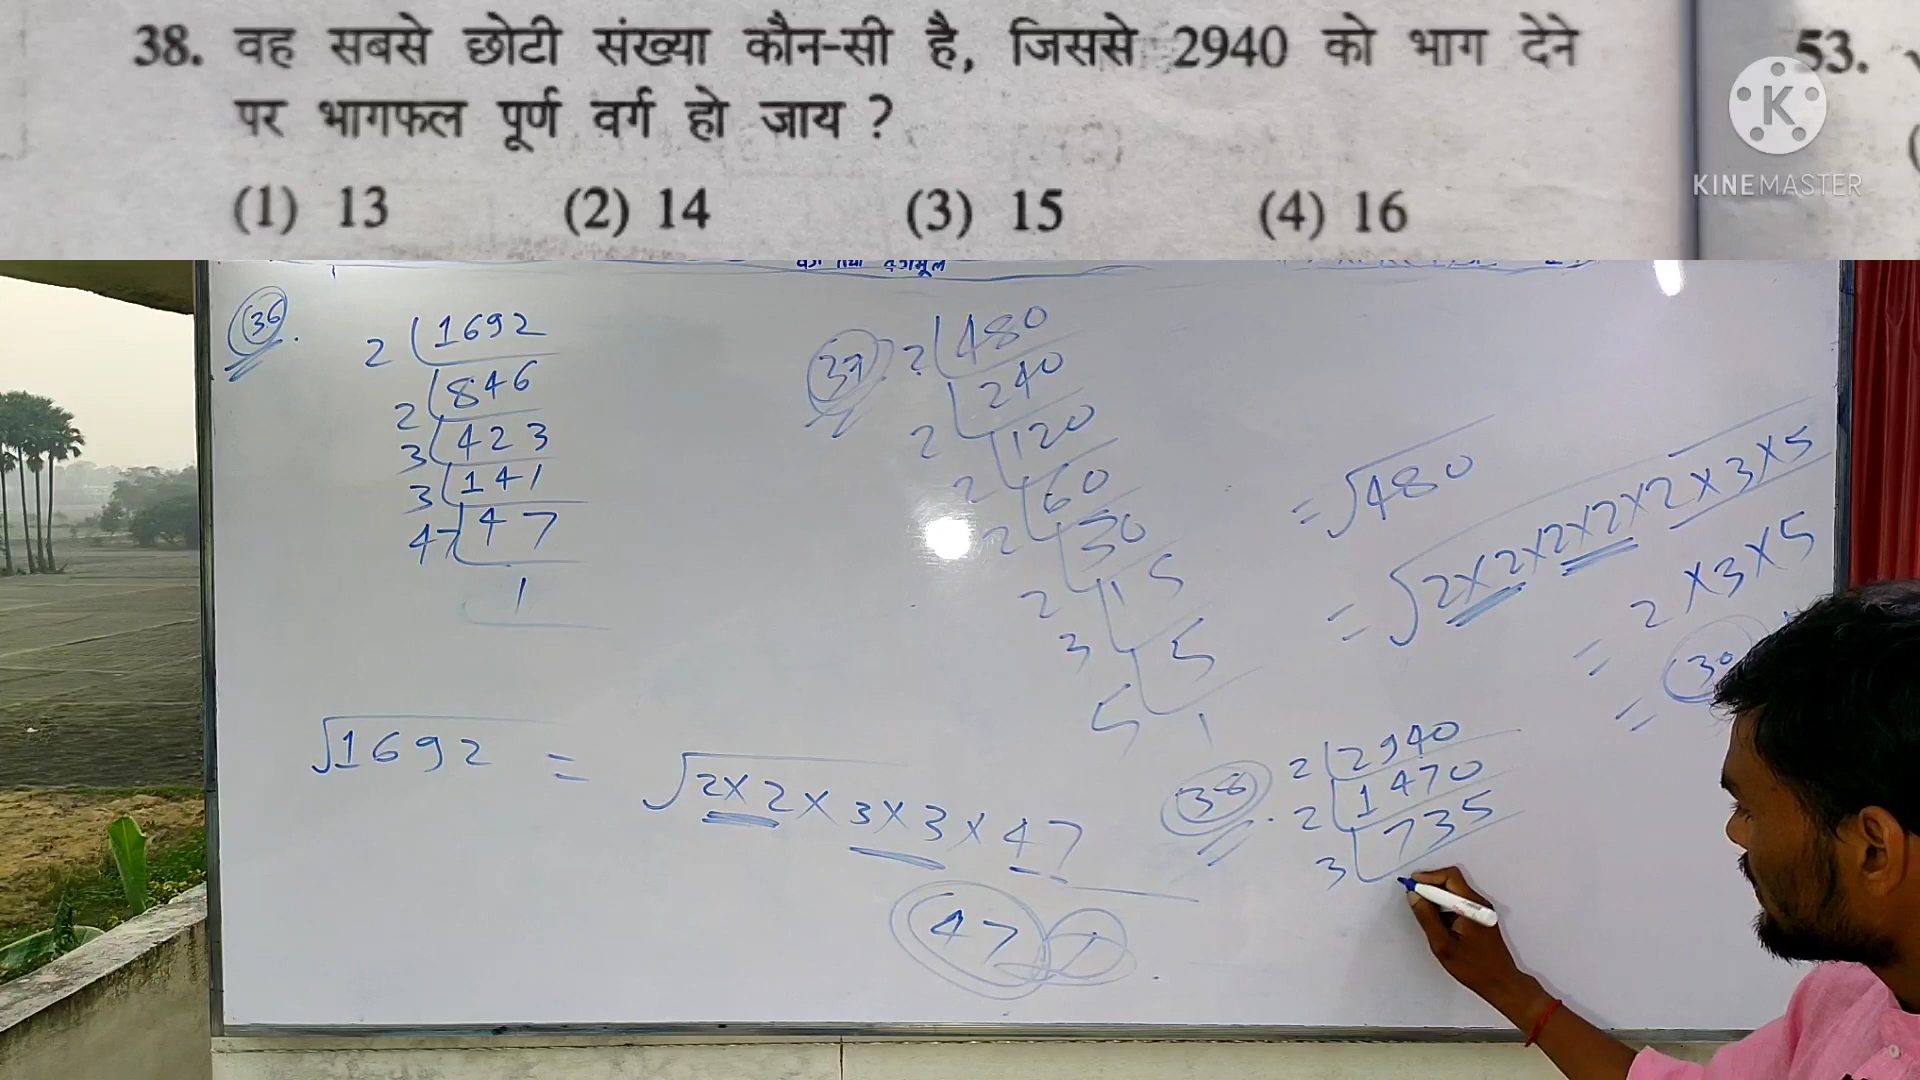 38. वह सबसे छोटी संख्या कौन-सी है, जिससे 2940 को भाग देने
पर भागफल पूर्ण वर्ग हो जाय ?
(1) 13 (2) 14 (3) 15 (4) 16
53.
K
KINEMASTER
36.
2 1692
2 846
3 423
3 141
47 47
1
√1692 = √2×2×3×3×47
47
37. 2 480
2 240
2 120
2 60
2 30
3 15
5 5
1
= √480
= √2×2×2×2×2×3×5
= 2×3×5
= 30
38. 2 2940
2 1470
3 735